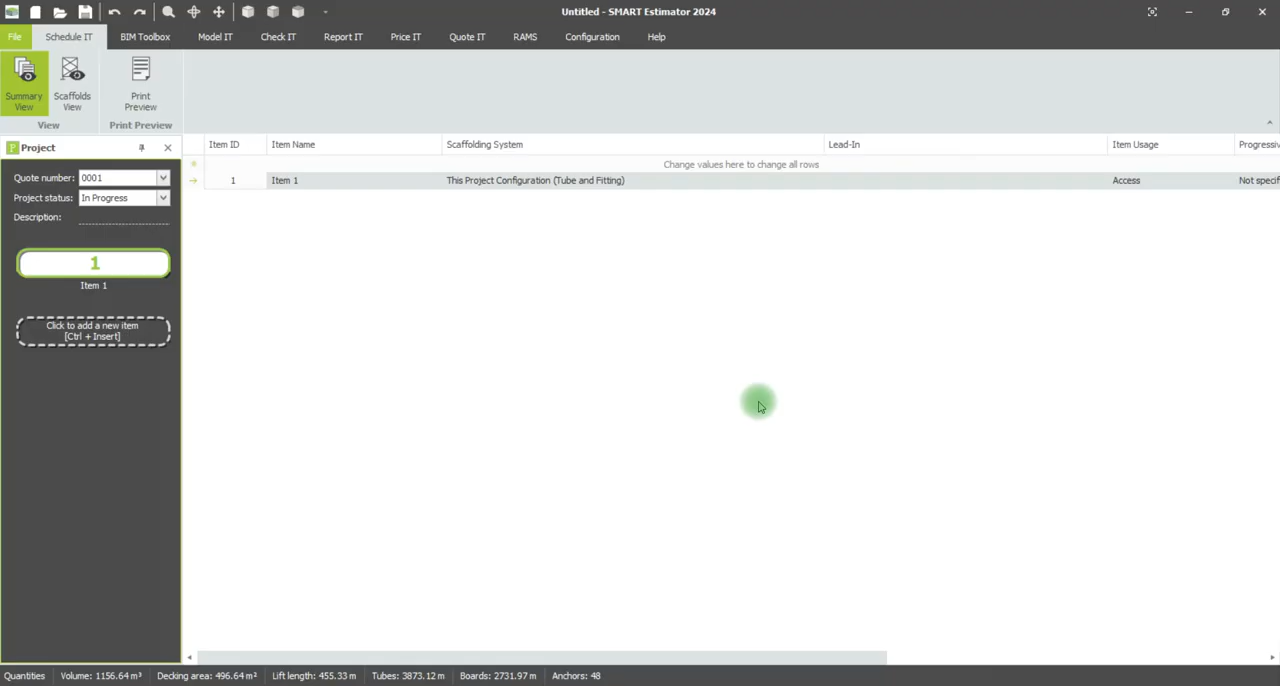 Untitled - SMART Estimator 2024
File Schedule IT BIM Toolbox Model IT Check IT Report IT Price IT Quote IT RAMS Configuration Help
Summary View
Scaffolds View
Print Preview
View Print Preview
Project
Quote number: 0001
Project status: In Progress
Description:
1
Item 1
Click to add a new item
[Ctrl + Insert]
Item ID Item Name Scaffolding System Lead-In Item Usage Progressiv
Change values here to change all rows
1 Item 1 This Project Configuration (Tube and Fitting) Access Not specif
Quantities Volume: 1156.64 m³ Decking area: 496.64 m² Lift length: 455.33 m Tubes: 3873.12 m Boards: 2731.97 m Anchors: 48